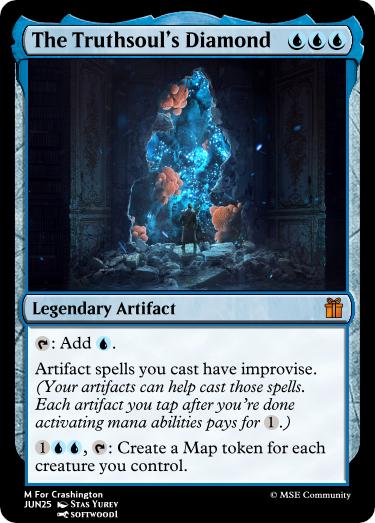 The Truthsoul's Diamond
Legendary Artifact
: Add .
Artifact spells you cast have improvise.
(Your artifacts can help cast those spells.
Each artifact you tap after you're done
activating mana abilities pays for 1.)
1, : Create a Map token for each
creature you control.
M For Crashington
JUN25 Stas Yurev
softwood1
© MSE Community